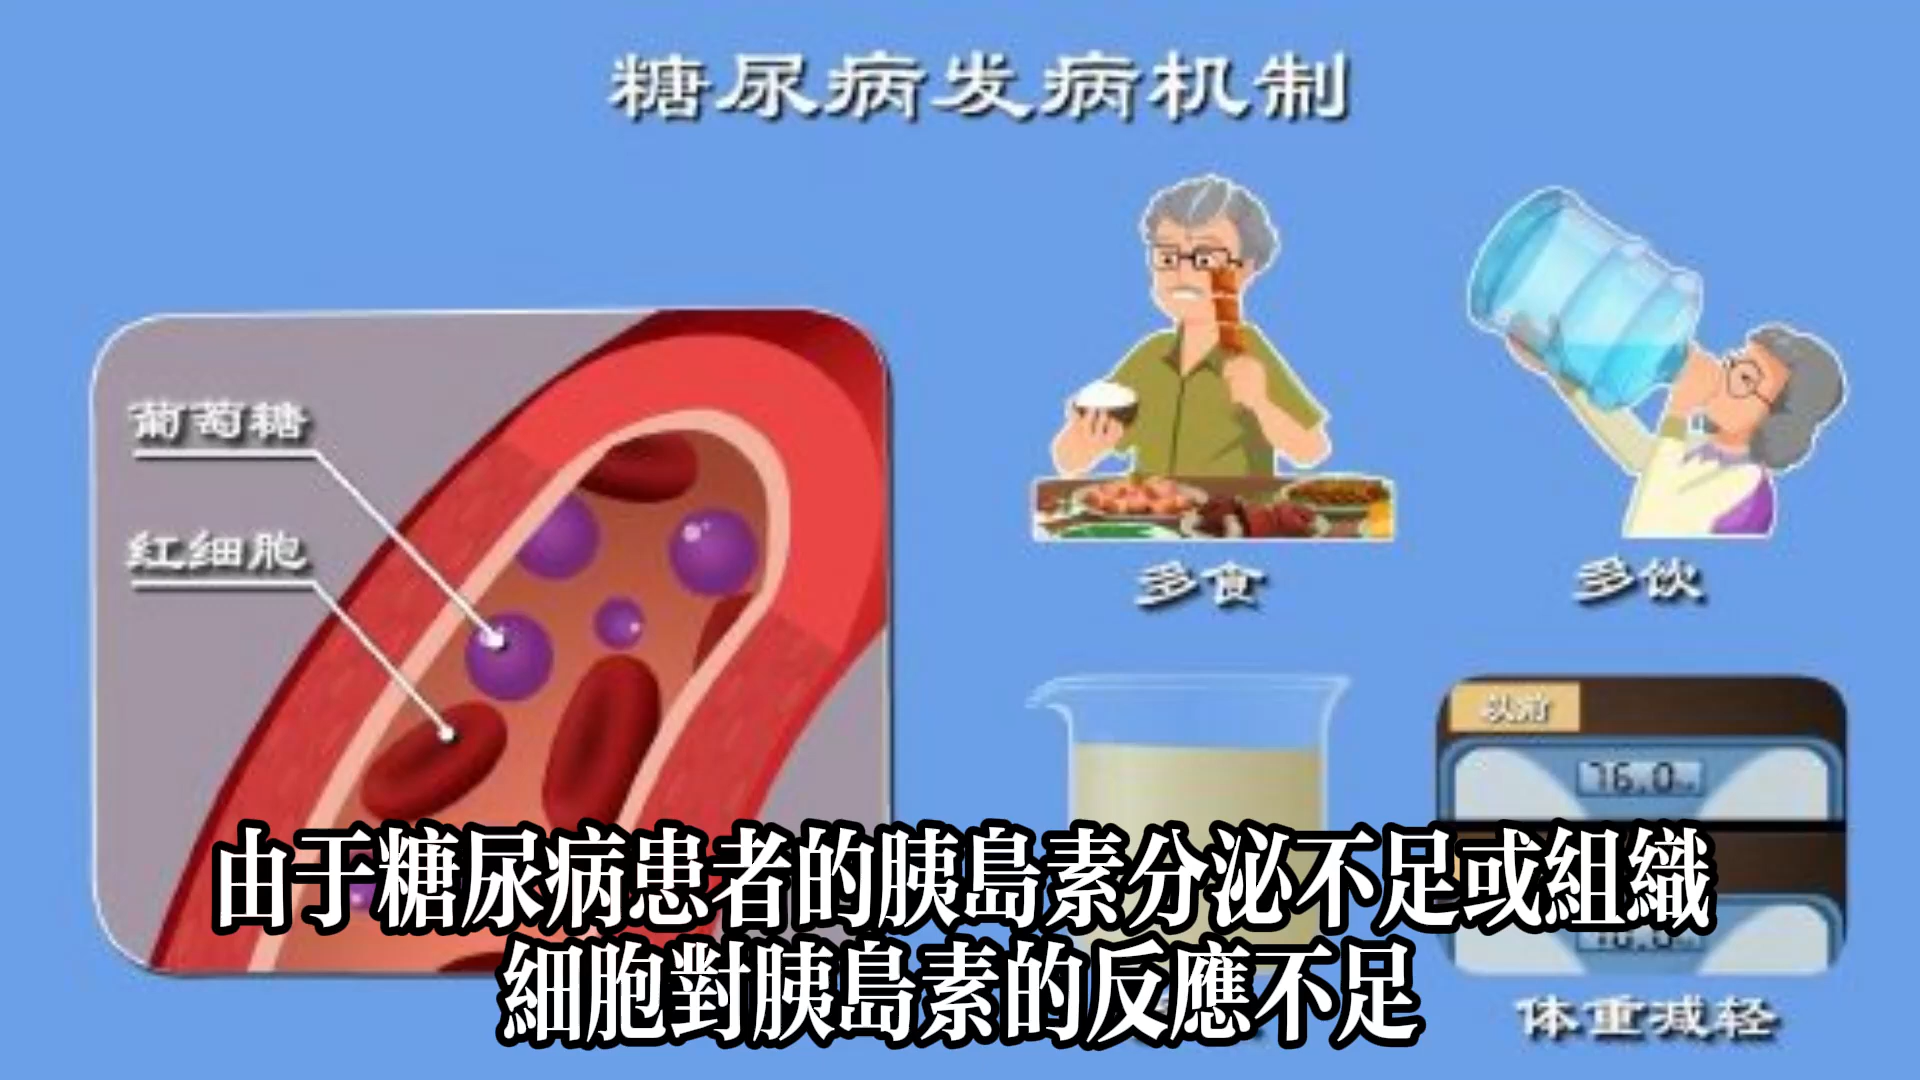 糖尿病发病机制
葡萄糖
红细胞
多食
多饮
以前
76.0
由于糖尿病患者的胰島素分泌不足或組織
細胞對胰島素的反應不足
体重减轻